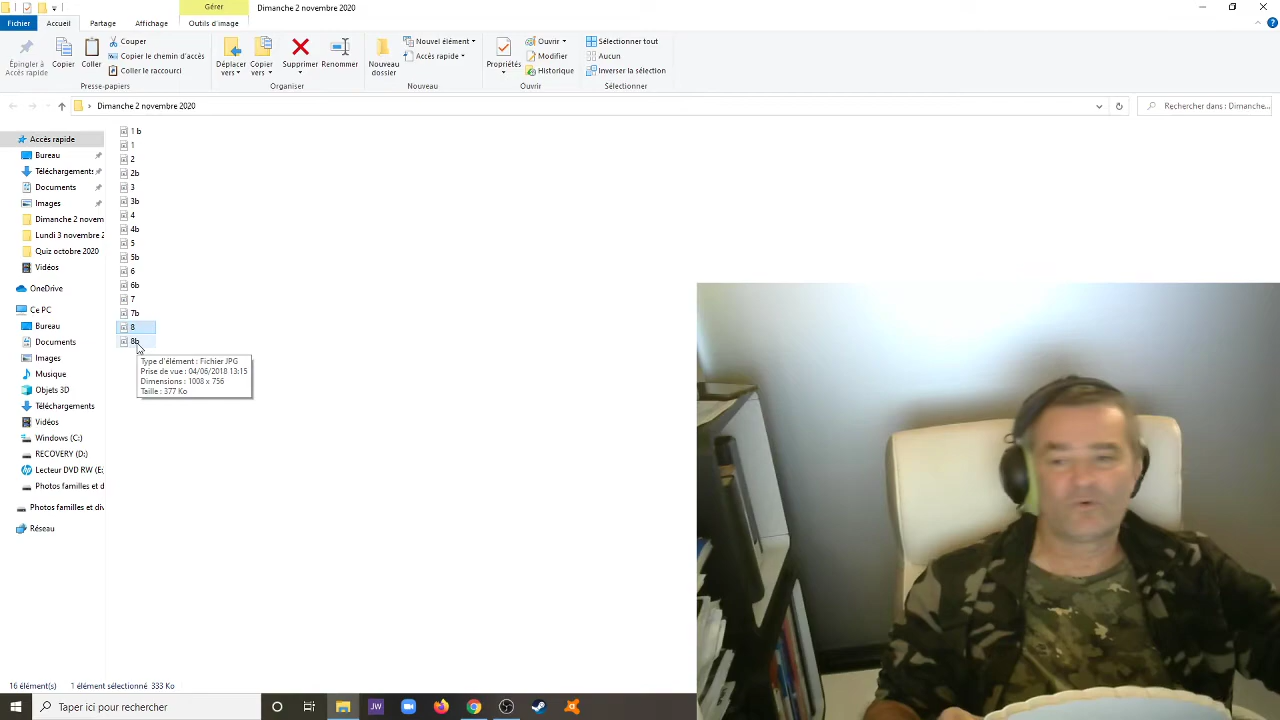 Gérer
Dimanche 2 novembre 2020
Fichier
Accueil
Partage
Affichage
Outils d'image
Épingler à
Accès rapide
Copier
Coller
Couper
Copier le chemin d'accès
Coller le raccourci
Presse-papiers
Déplacer
vers
Copier
vers
Supprimer
Renommer
Organiser
Nouveau
dossier
Nouvel élément
Accès rapide
Nouveau
Propriétés
Ouvrir
Modifier
Historique
Ouvrir
Sélectionner tout
Aucun
Inverser la sélection
Sélectionner
Dimanche 2 novembre 2020
Rechercher dans : Dimanche...
Accès rapide
Bureau
Téléchargements
Documents
Images
Dimanche 2 novem
Lundi 3 novembre 2
Quiz octobre 2020
Vidéos
OneDrive
Ce PC
Bureau
Documents
Images
Musique
Objets 3D
Téléchargements
Vidéos
Windows (C:)
RECOVERY (D:)
Lecteur DVD RW (E:
Photos familles et d
Photos familles et div
Réseau
1 b
1
2
2b
3
3b
4
4b
5
5b
6
6b
7
7b
8
8b
Type d'élément : Fichier JPG
Prise de vue : 04/06/2018 13:15
Dimensions : 1008 x 756
Taille : 377 Ko
16 élément(s)
1 élément sélectionné 333 Ko
Taper ici pour rechercher
JW